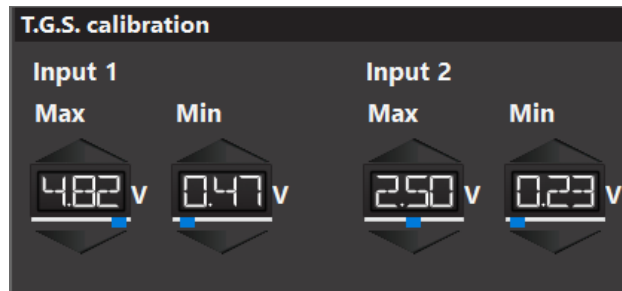 T.G.S. calibration
Input 1 Input 2
Max Min Max Min
4.82 V 0.47 V 2.50 V 0.23 V